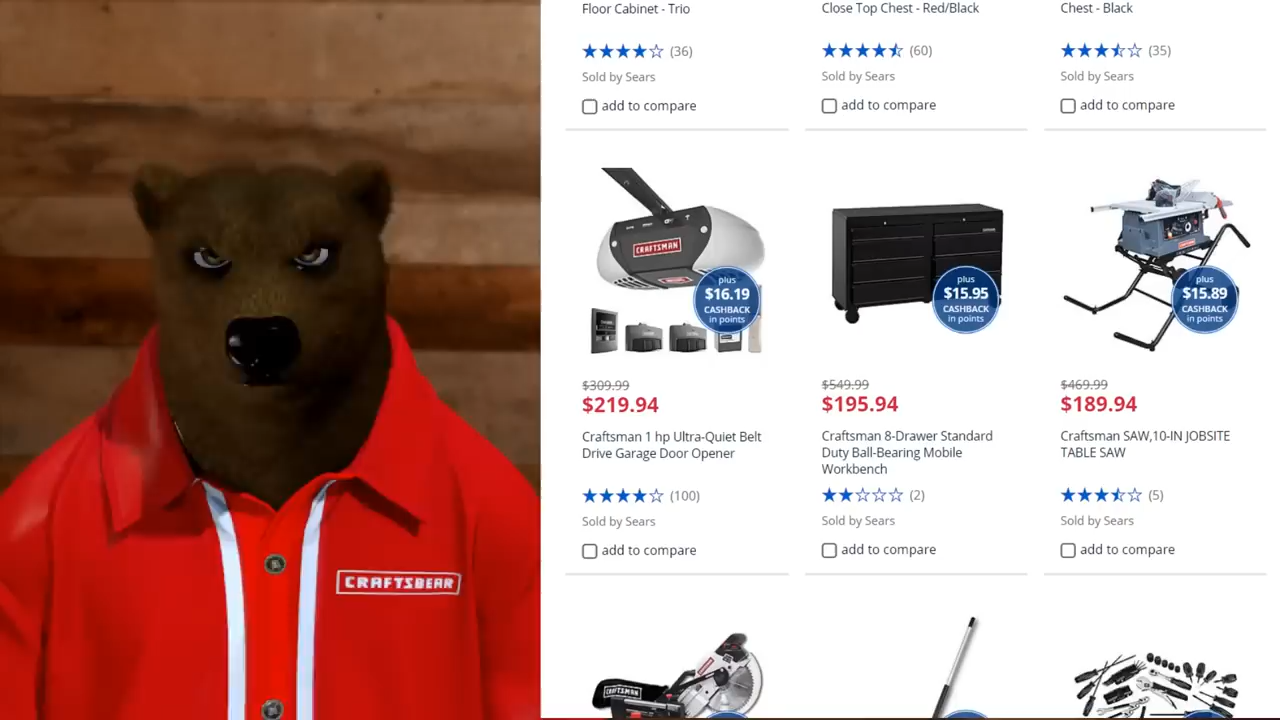 Floor Cabinet - Trio
Close Top Chest - Red/Black
Chest - Black
(36)
(60)
(35)
Sold by Sears
Sold by Sears
Sold by Sears
add to compare
add to compare
add to compare
CRAFTSMAN
plus
$16.19
CASHBACK
in points
plus
$15.95
CASHBACK
in points
plus
$15.89
CASHBACK
in points
$309.99
$219.94
Craftsman 1 hp Ultra-Quiet Belt
Drive Garage Door Opener
(100)
Sold by Sears
add to compare
$549.99
$195.94
Craftsman 8-Drawer Standard
Duty Ball-Bearing Mobile
Workbench
(2)
Sold by Sears
add to compare
$469.99
$189.94
Craftsman SAW,10-IN JOBSITE
TABLE SAW
(5)
Sold by Sears
add to compare
CRAFTSBEAR
CRAFTSMAN